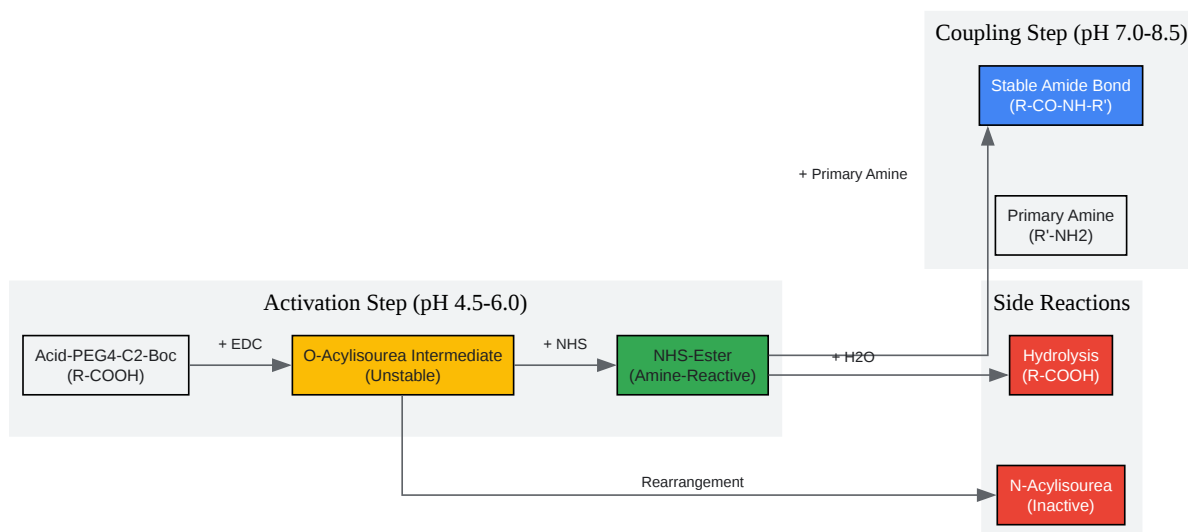 Coupling Step (pH 7.0-8.5)
Stable Amide Bond
(R-CO-NH-R')
+ Primary Amine
Primary Amine
(R'-NH2)
Activation Step (pH 4.5-6.0)
Side Reactions
Acid-PEG4-C2-Boc
(R-COOH)
+ EDC
O-Acylisourea Intermediate
(Unstable)
+ NHS
NHS-Ester
(Amine-Reactive)
+ H2O
Hydrolysis
(R-COOH)
Rearrangement
N-Acylisourea
(Inactive)